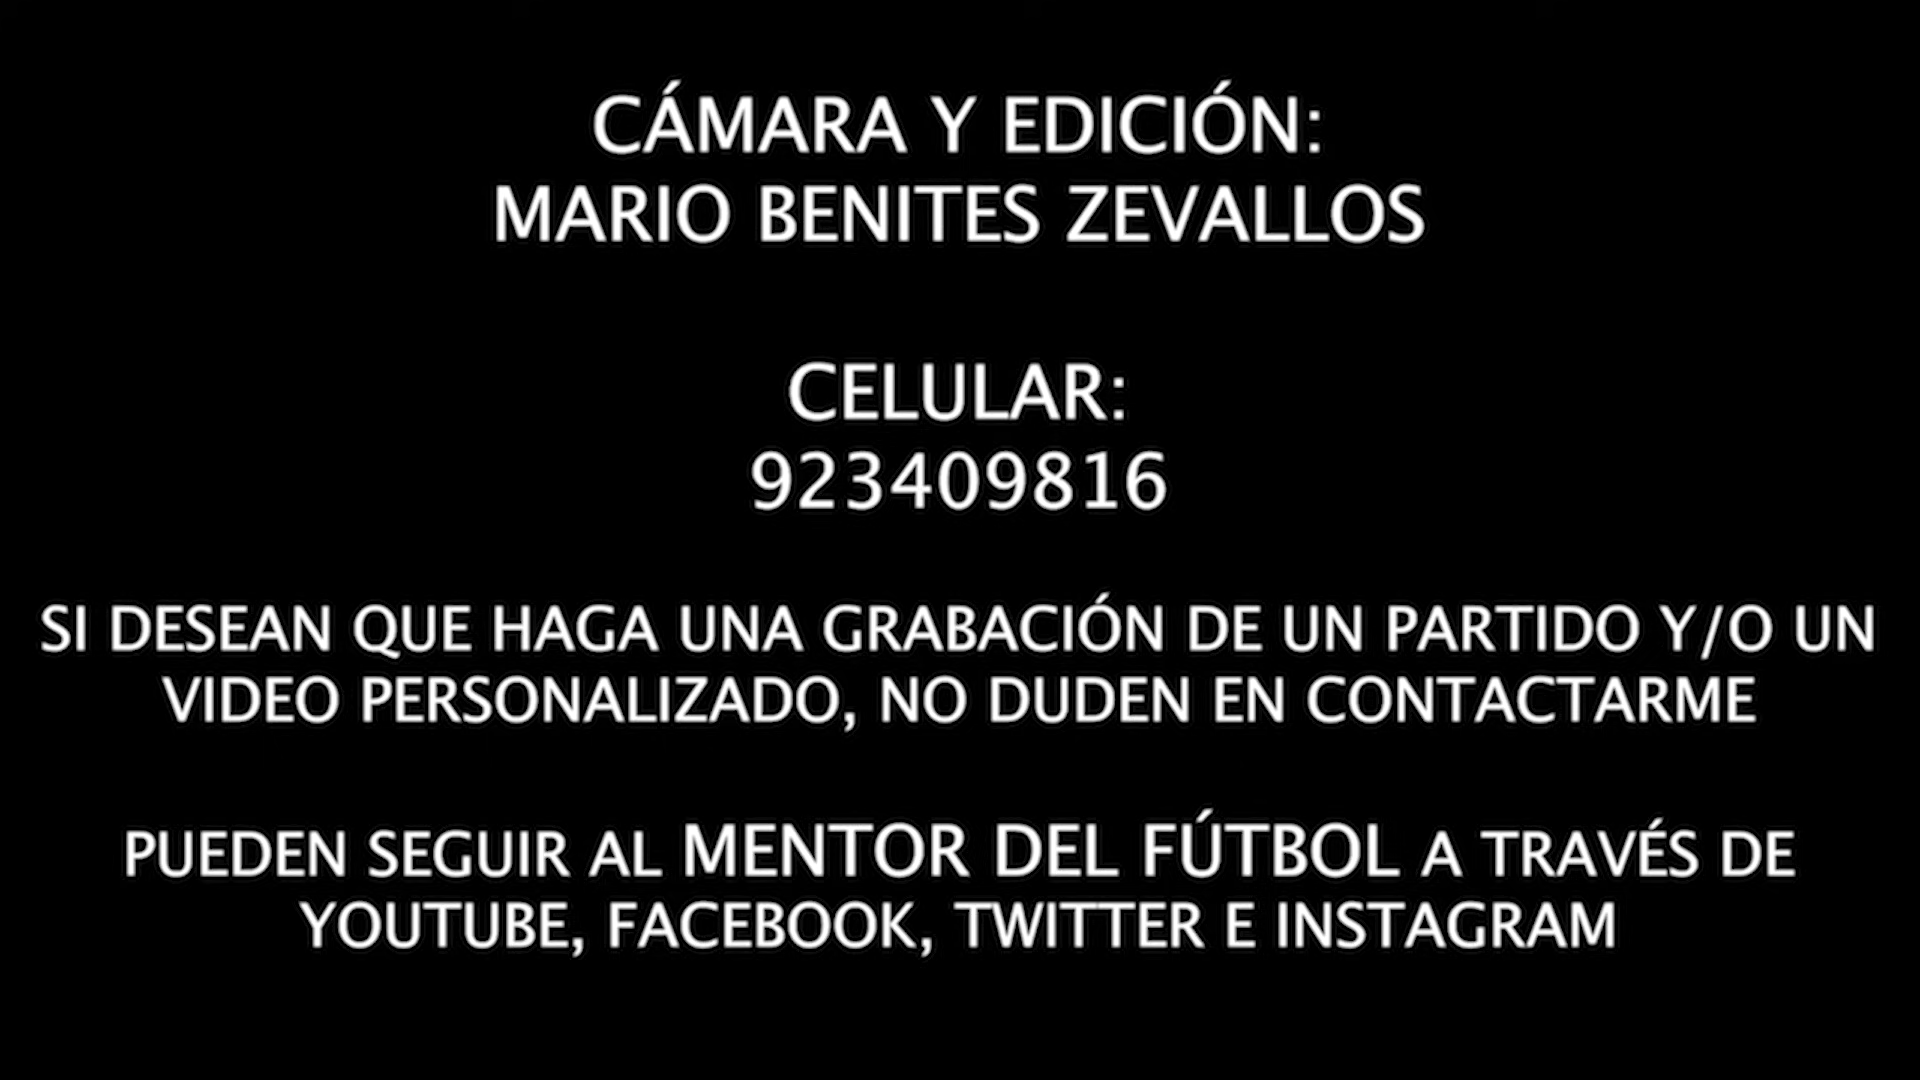 CÁMARA Y EDICIÓN:
MARIO BENITES ZEVALLOS
CELULAR:
923409816
SI DESEAN QUE HAGA UNA GRABACIÓN DE UN PARTIDO Y/O UN
VIDEO PERSONALIZADO, NO DUDEN EN CONTACTARME
PUEDEN SEGUIR AL MENTOR DEL FÚTBOL A TRAVÉS DE
YOUTUBE, FACEBOOK, TWITTER E INSTAGRAM